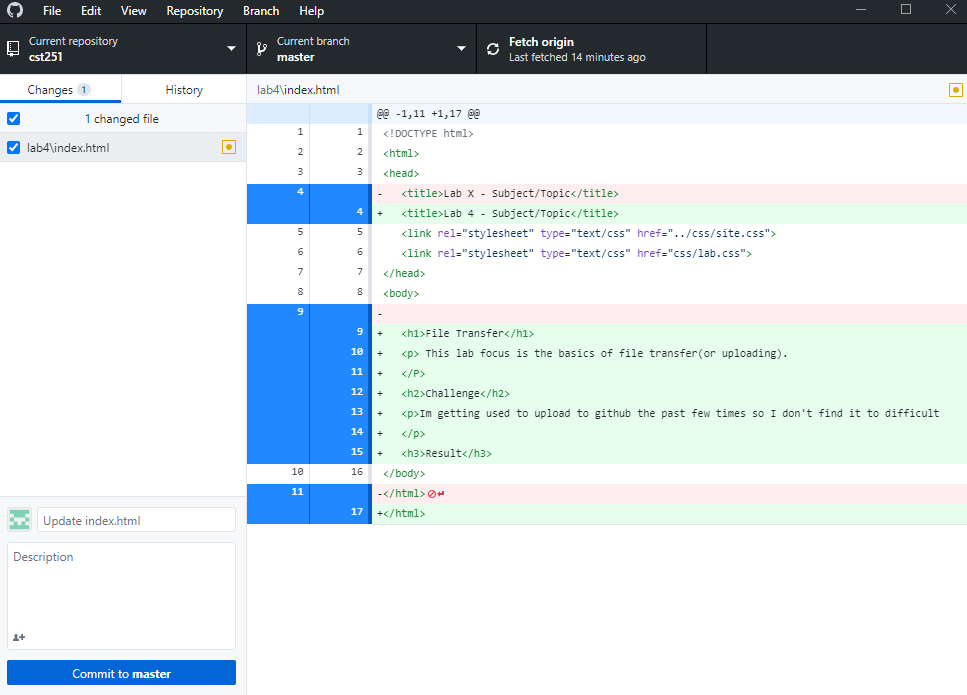 File Edit View Repository Branch Help
Current repository
cst251
Current branch
master
Fetch origin
Last fetched 14 minutes ago
Changes 1
History
lab4\index.html
1 changed file
lab4\index.html
@@ -1,11 +1,17 @@
1 1 <!DOCTYPE html>
2 2 <html>
3 3 <head>
4 - <title>Lab X - Subject/Topic</title>
4 + <title>Lab 4 - Subject/Topic</title>
5 5 <link rel="stylesheet" type="text/css" href="../css/site.css">
6 6 <link rel="stylesheet" type="text/css" href="css/lab.css">
7 7 </head>
8 8 <body>
9 -
9 + <h1>File Transfer</h1>
10 + <p> This lab focus is the basics of file transfer(or uploading).
11 + </P>
12 + <h2>Challenge</h2>
13 + <p>Im getting used to upload to github the past few times so I don't find it to difficult
14 + </p>
15 + <h3>Result</h3>
10 16 </body>
11 -</html>
17 +</html>
Update index.html
Description
Commit to master